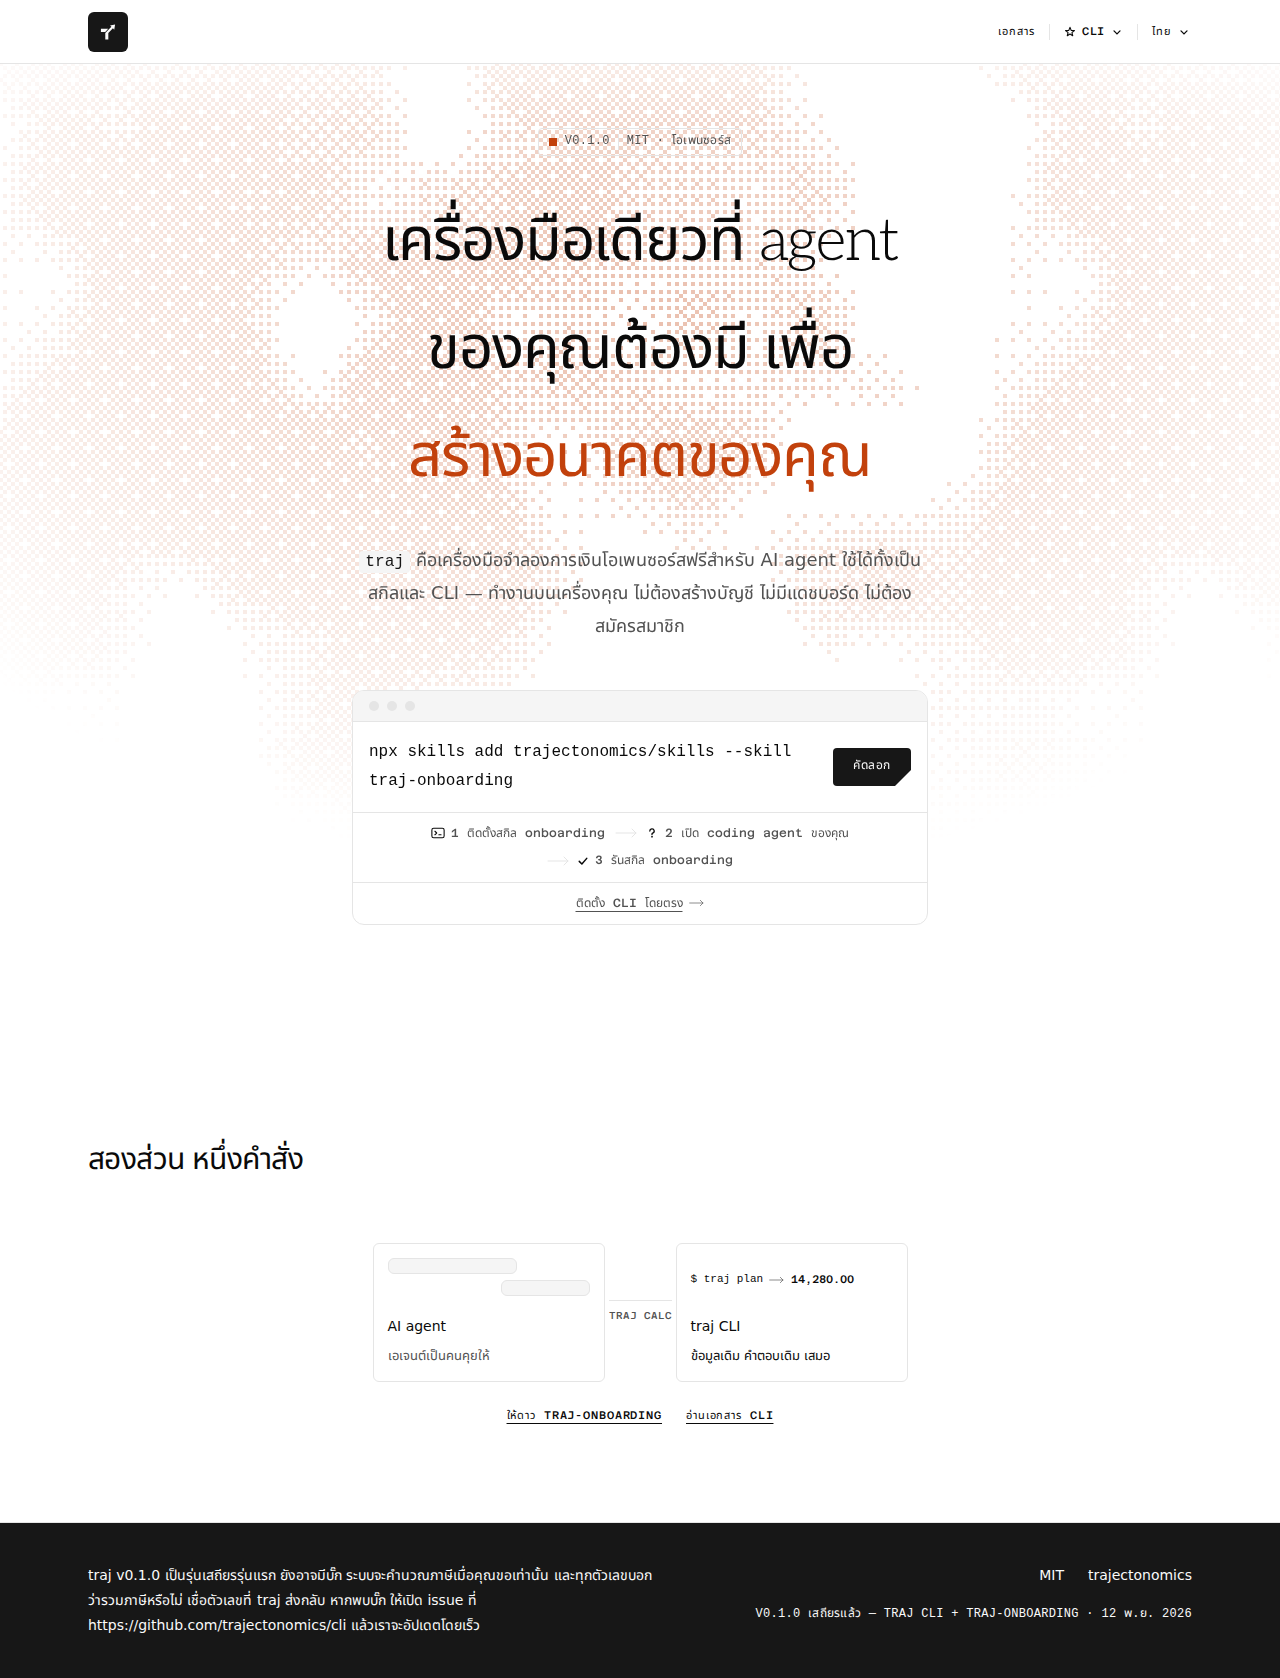 เอกสาร CLI ไทย
V0.1.0 MIT · โอเพนซอร์ส
เครื่องมือเดียวที่ agent
ของคุณต้องมี เพื่อ
สร้างอนาคตของคุณ
traj คือเครื่องมือจำลองการเงินโอเพนซอร์สฟรีสำหรับ AI agent ใช้ได้ทั้งเป็น
สกิลและ CLI — ทำงานบนเครื่องคุณ ไม่ต้องสร้างบัญชี ไม่มีแดชบอร์ด ไม่ต้อง
สมัครสมาชิก
npx skills add trajectonomics/skills --skill
traj-onboarding
คัดลอก
1 ติดตั้งสกิล onboarding ? 2 เปิด coding agent ของคุณ
3 รันสกิล onboarding
ติดตั้ง CLI โดยตรง
สองส่วน หนึ่งคำสั่ง
AI agent
เอเจนต์เป็นคนคุยให้
TRAJ CALC
$ traj plan 14,280.00
traj CLI
ข้อมูลเดิม คำตอบเดิม เสมอ
ให้ดาว TRAJ-ONBOARDING อ่านเอกสาร CLI
traj v0.1.0 เป็นรุ่นเสถียรรุ่นแรก ยังอาจมีบั๊ก ระบบจะคำนวณภาษีเมื่อคุณขอเท่านั้น และทุกตัวเลขบอก
ว่ารวมภาษีหรือไม่ เชื่อตัวเลขที่ traj ส่งกลับ หากพบบั๊ก ให้เปิด issue ที่
https://github.com/trajectonomics/cli แล้วเราจะอัปเดตโดยเร็ว
MIT trajectonomics
V0.1.0 เสถียรแล้ว — TRAJ CLI + TRAJ-ONBOARDING · 12 พ.ย. 2026